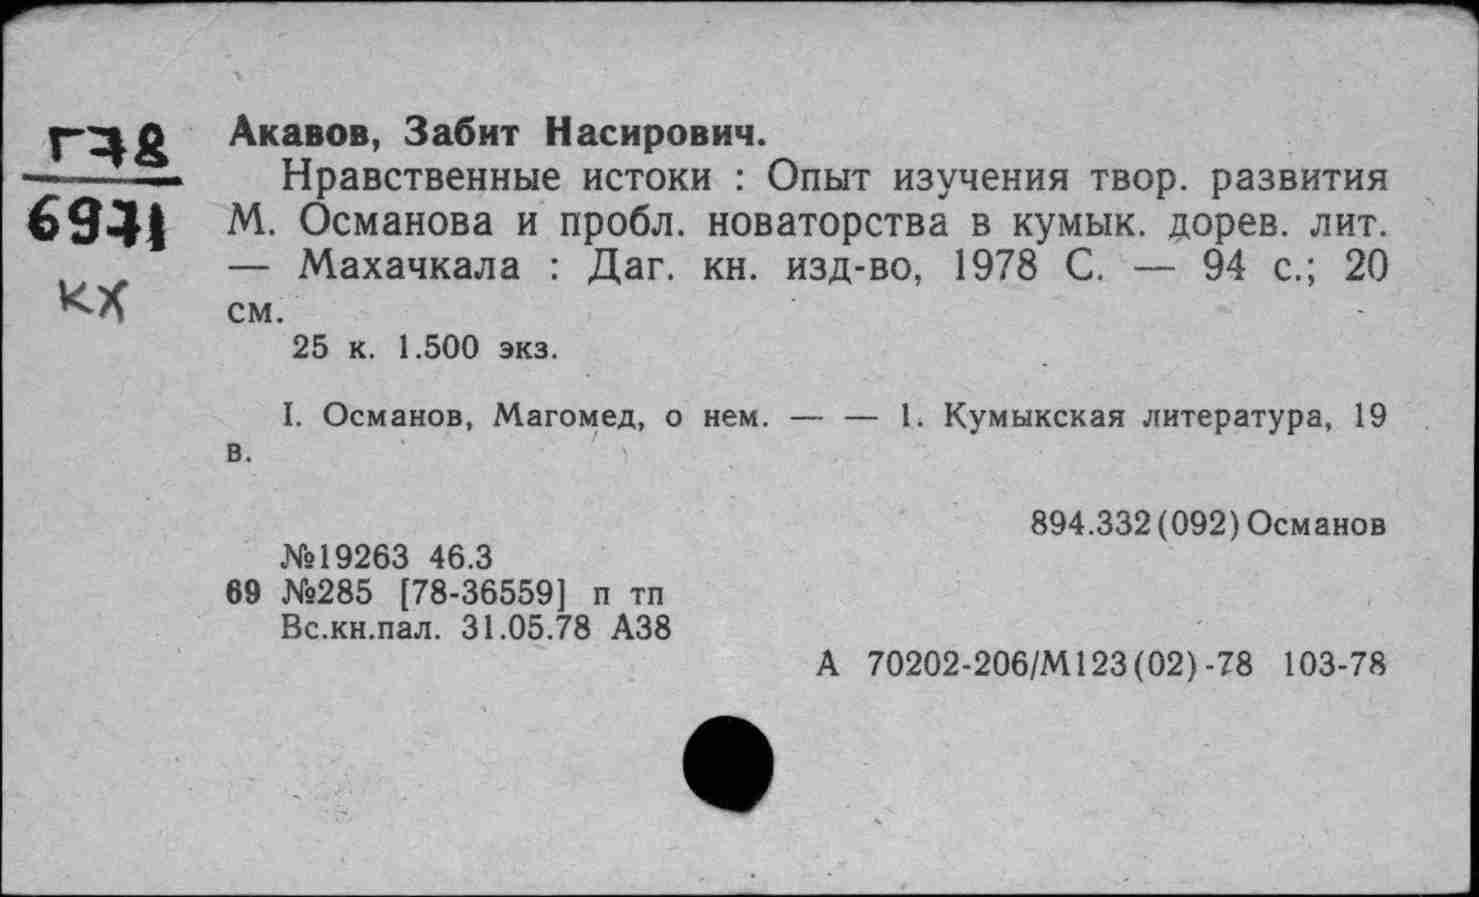 Г78
6971
КХ
Акавов, Забит Насирович.
Нравственные истоки : Опыт изучения твор. развития
М. Османова и пробл. новаторства в кумык. дорев. лит.
— Махачкала : Даг. кн. изд-во, 1978 С. — 94 с.; 20
см.
25 к. 1.500 экз.
I. Османов, Магомед, о нем. — — 1. Кумыкская литература, 19
в.
894.332(092)Османов
№19263 46.3
69 №285 [78-36559] п тп
Вс.кн.пал. 31.05.78 А38
А 70202-206/М123(02)-78 103-78